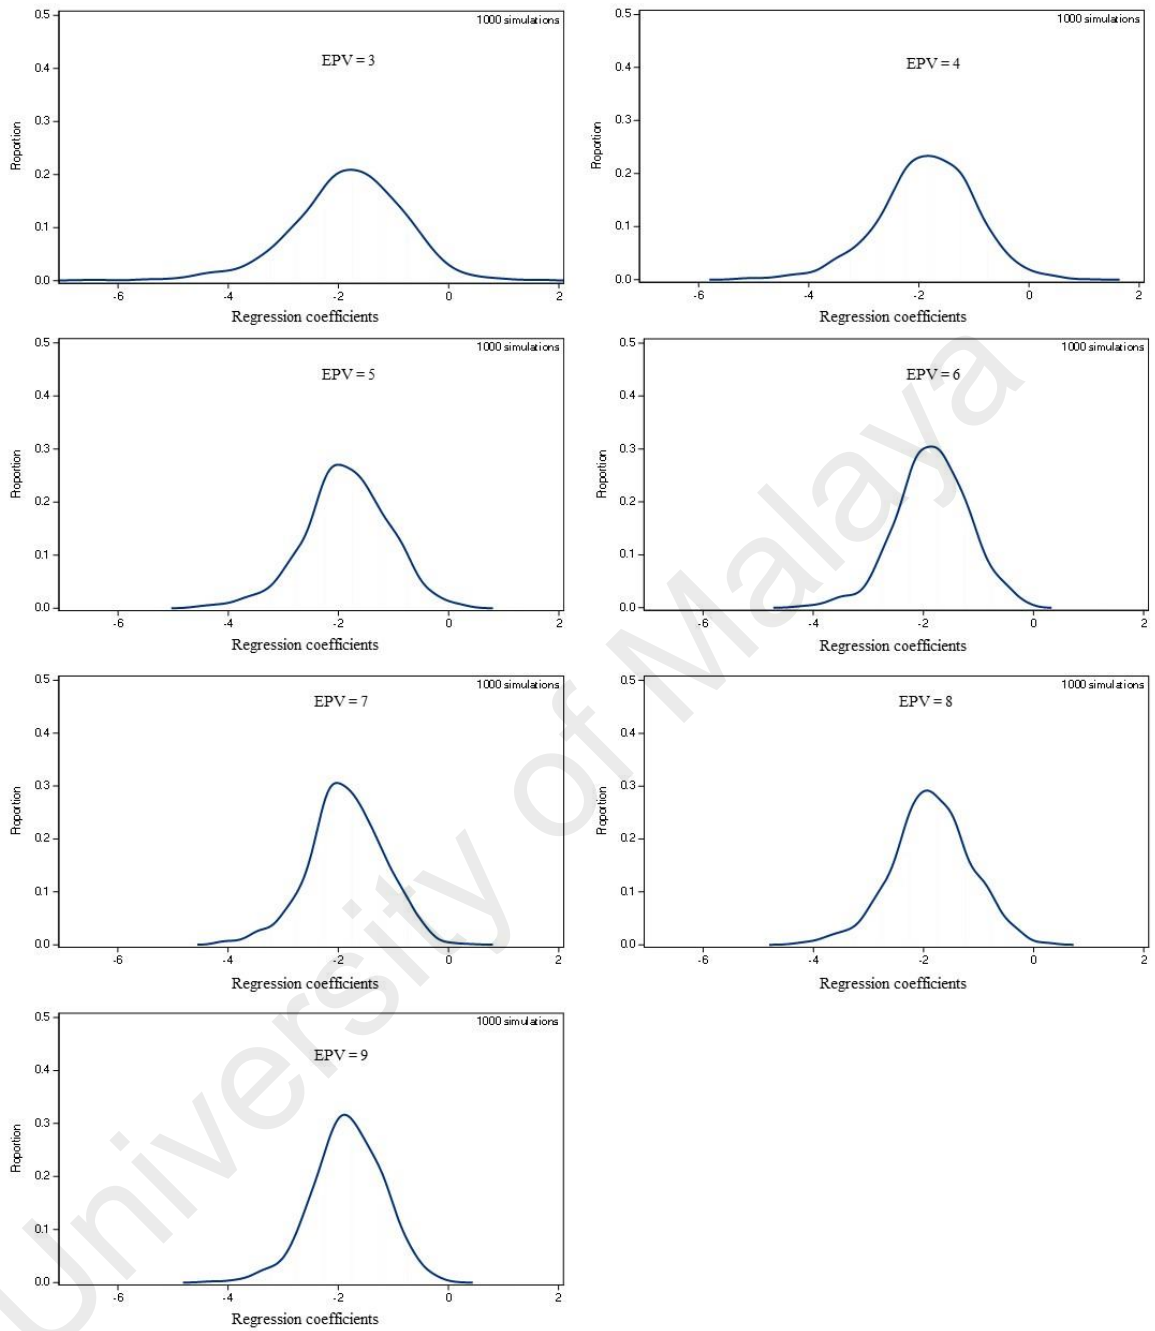 0.5
1000 simulations
EPV = 3
0.4
0.3
Proportion
0.2
0.1
0.0
-6 -4 -2 0 2
Regression coefficients
0.5
1000 simulations
EPV = 4
0.4
0.3
Proportion
0.2
0.1
0.0
-6 -4 -2 0 2
Regression coefficients
0.5
1000 simulations
EPV = 5
0.4
0.3
Proportion
0.2
0.1
0.0
-6 -4 -2 0 2
Regression coefficients
0.5
1000 simulations
EPV = 6
0.4
0.3
Proportion
0.2
0.1
0.0
-6 -4 -2 0 2
Regression coefficients
0.5
1000 simulations
EPV = 7
0.4
0.3
Proportion
0.2
0.1
0.0
-6 -4 -2 0 2
Regression coefficients
0.5
1000 simulations
EPV = 8
0.4
0.3
Proportion
0.2
0.1
0.0
-6 -4 -2 0 2
Regression coefficients
0.5
1000 simulations
EPV = 9
0.4
0.3
Proportion
0.2
0.1
0.0
-6 -4 -2 0 2
Regression coefficients
University of Malaya